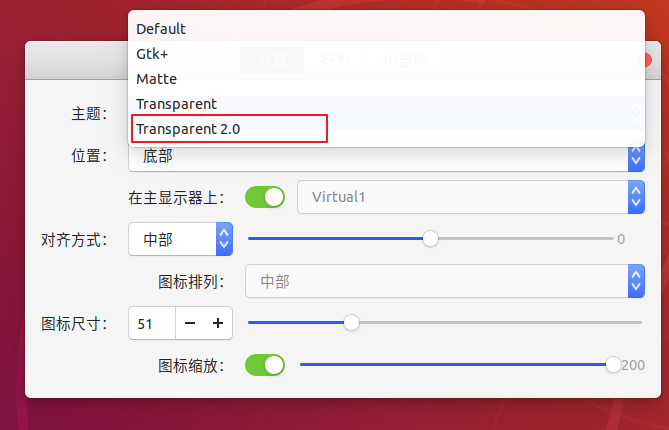 Default
Gtk+
外观 行为 小部件
Matte
Transparent
主题：
Transparent 2.0
位置： 底部
在主显示器上： Virtual1
对齐方式： 中部 0
图标排列： 中部
图标尺寸： 51 − +
图标缩放： 200